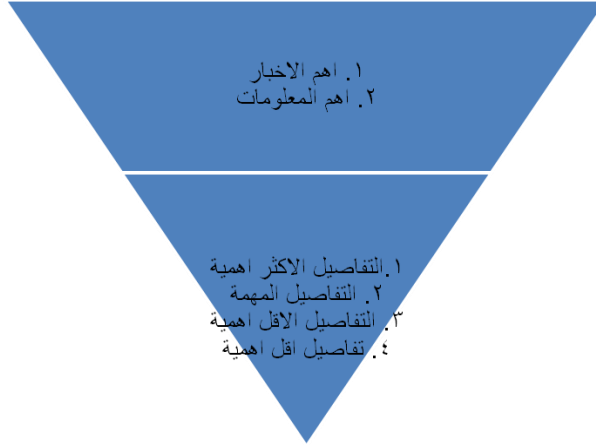 ١. اهم الاخبار
٢. اهم المعلومات
١.التفاصيل الاكثر اهمية
٢. التفاصيل المهمة
٣. التفاصيل الاقل اهمية
٤. تفاصيل اقل اهمية